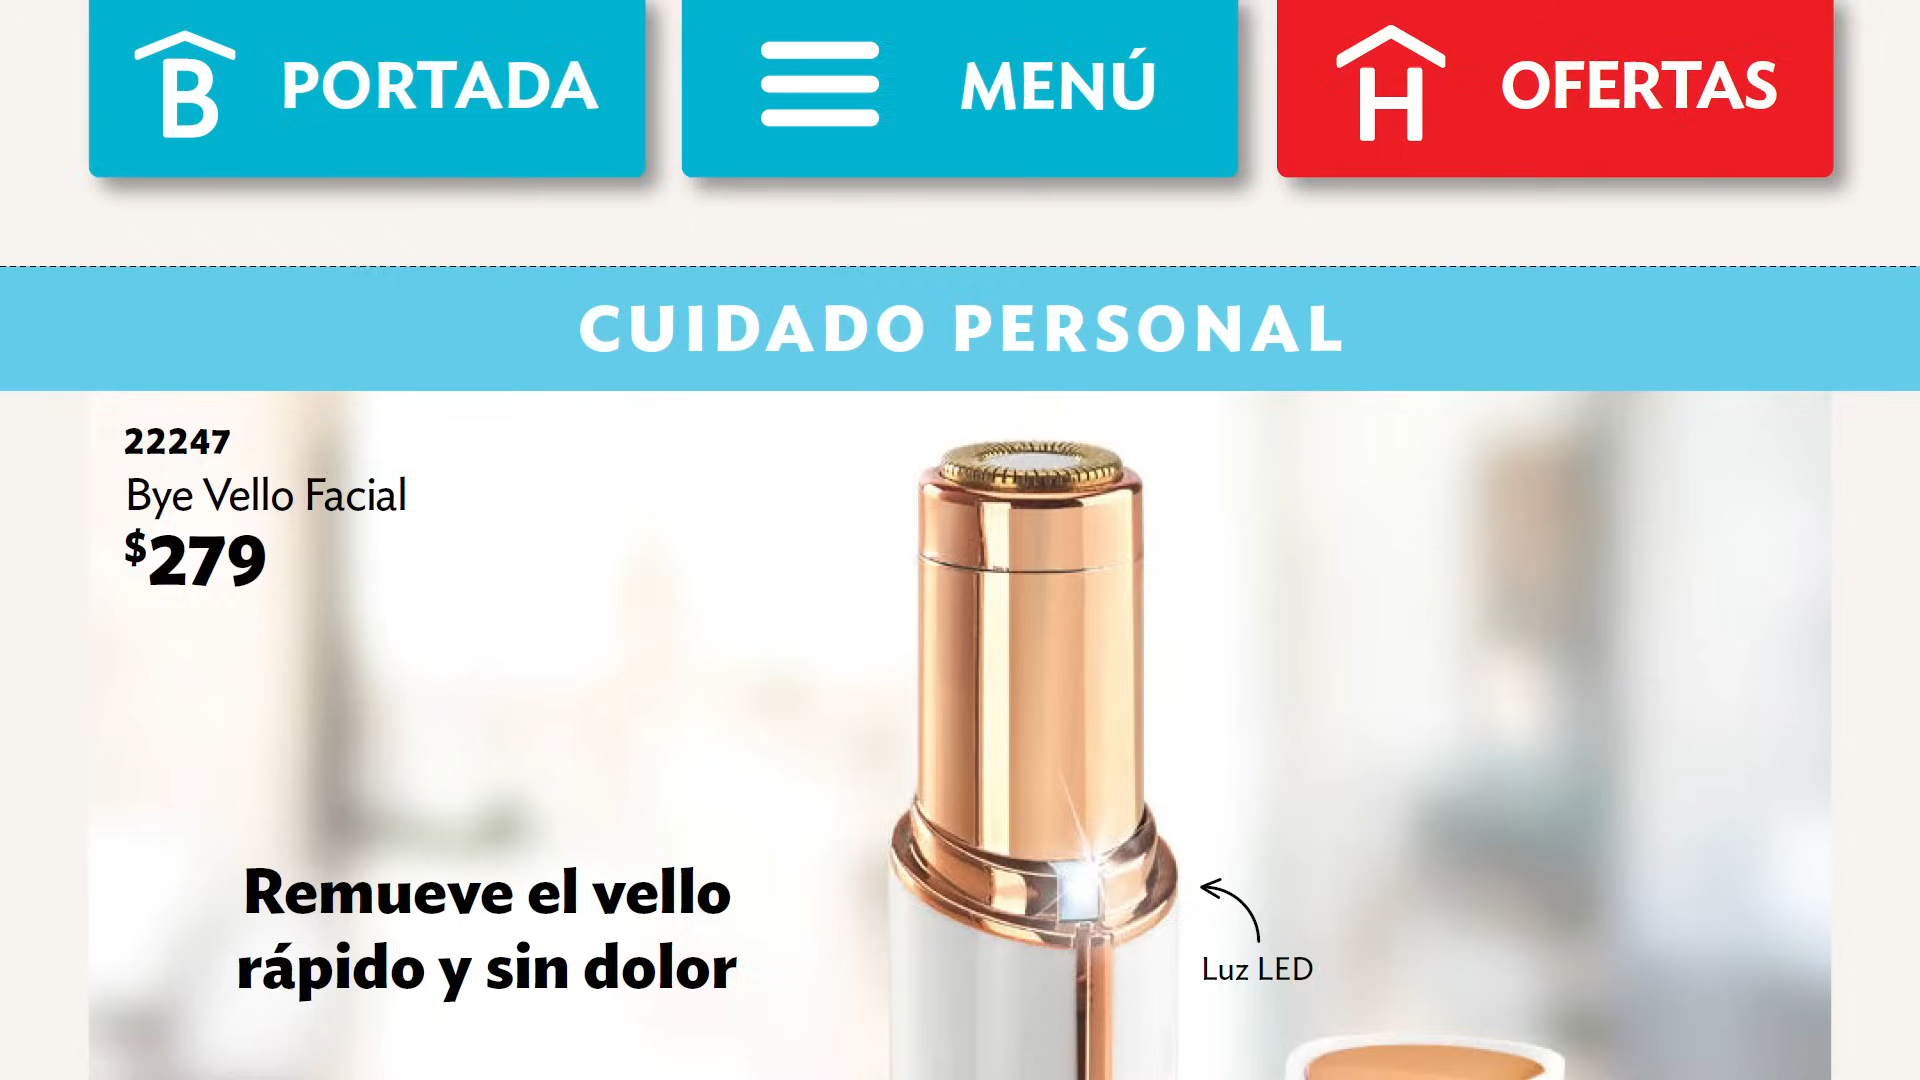 B PORTADA
MENÚ
H OFERTAS
CUIDADO PERSONAL
22247
Bye Vello Facial
$279
Remueve el vello
rápido y sin dolor
Luz LED